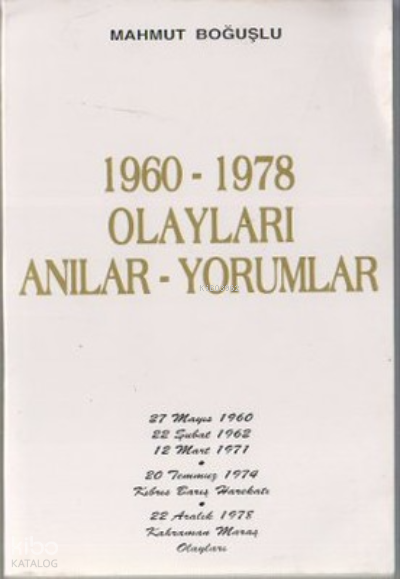 MAHMUT BOĞUŞLU
1960 - 1978
OLAYLARI
ANILAR - YORUMLAR
27 Mayıs 1960
22 Şubat 1962
12 Mart 1971
•
20 Temmuz 1974
Kıbrıs Barış Harekatı
•
22 Aralık 1978
Kahraman Maraş
Olayları
KATALOG